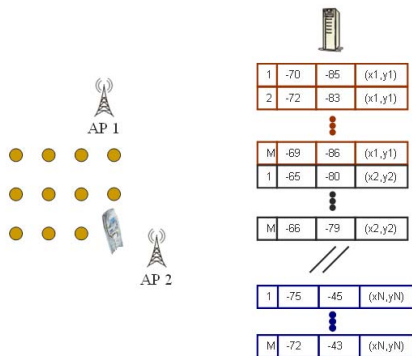 AP 1
AP 2
1 -70 -85 (x1,y1)
2 -72 -83 (x1,y1)
M -69 -86 (x1,y1)
1 -65 -80 (x2,y2)
M -66 -79 (x2,y2)
1 -75 -45 (xN,yN)
M -72 -43 (xN,yN)